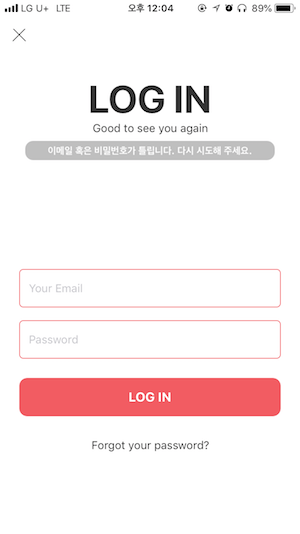 LG U+ LTE 오후 12:04 89%
LOG IN
Good to see you again
이메일 혹은 비밀번호가 틀립니다. 다시 시도해 주세요.
Your Email
Password
LOG IN
Forgot your password?